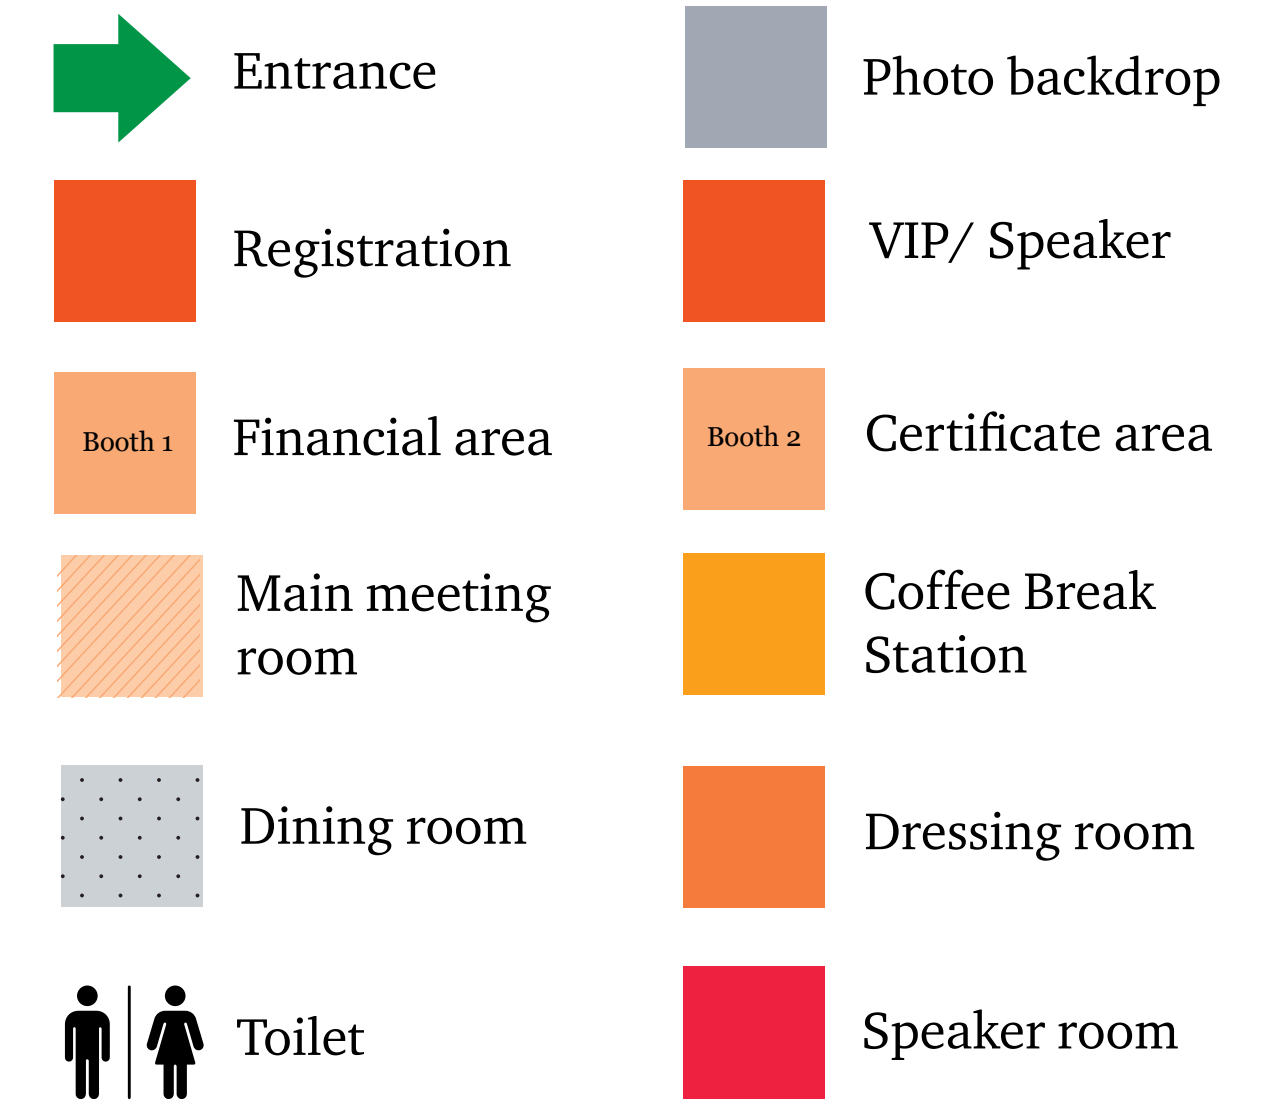 Entrance
Photo backdrop
Registration
VIP/ Speaker
Booth 1
Financial area
Booth 2
Certificate area
Main meeting
room
Coffee Break
Station
Dining room
Dressing room
Toilet
Speaker room